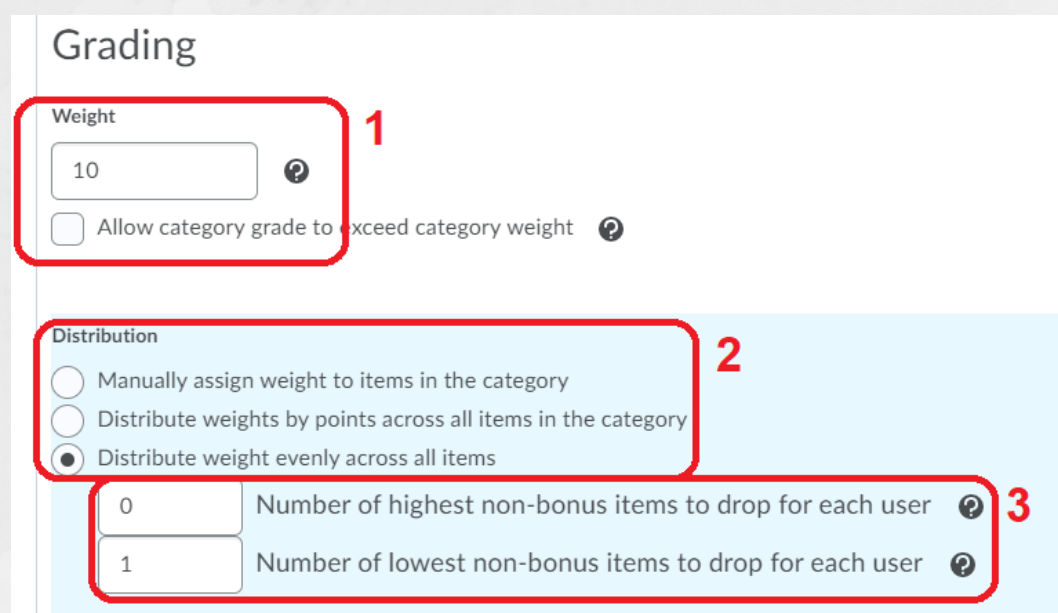 Grading
Weight
1
10
Allow category grade to exceed category weight
Distribution
2
Manually assign weight to items in the category
Distribute weights by points across all items in the category
Distribute weight evenly across all items
0 Number of highest non-bonus items to drop for each user
3
1 Number of lowest non-bonus items to drop for each user